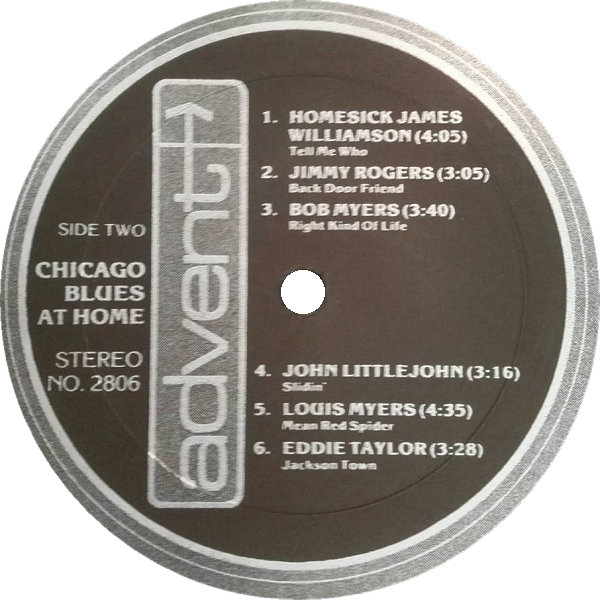 SIDE TWO
CHICAGO
BLUES
AT HOME
STEREO
NO. 2806
advent
1. HOMESICK JAMES
WILLIAMSON (4:05)
Tell Me Who
2. JIMMY ROGERS (3:05)
Back Door Friend
3. BOB MYERS (3:40)
Right Kind Of Life
4. JOHN LITTLEJOHN (3:16)
Slidin'
5. LOUIS MYERS (4:35)
Mean Red Spider
6. EDDIE TAYLOR (3:28)
Jackson Town